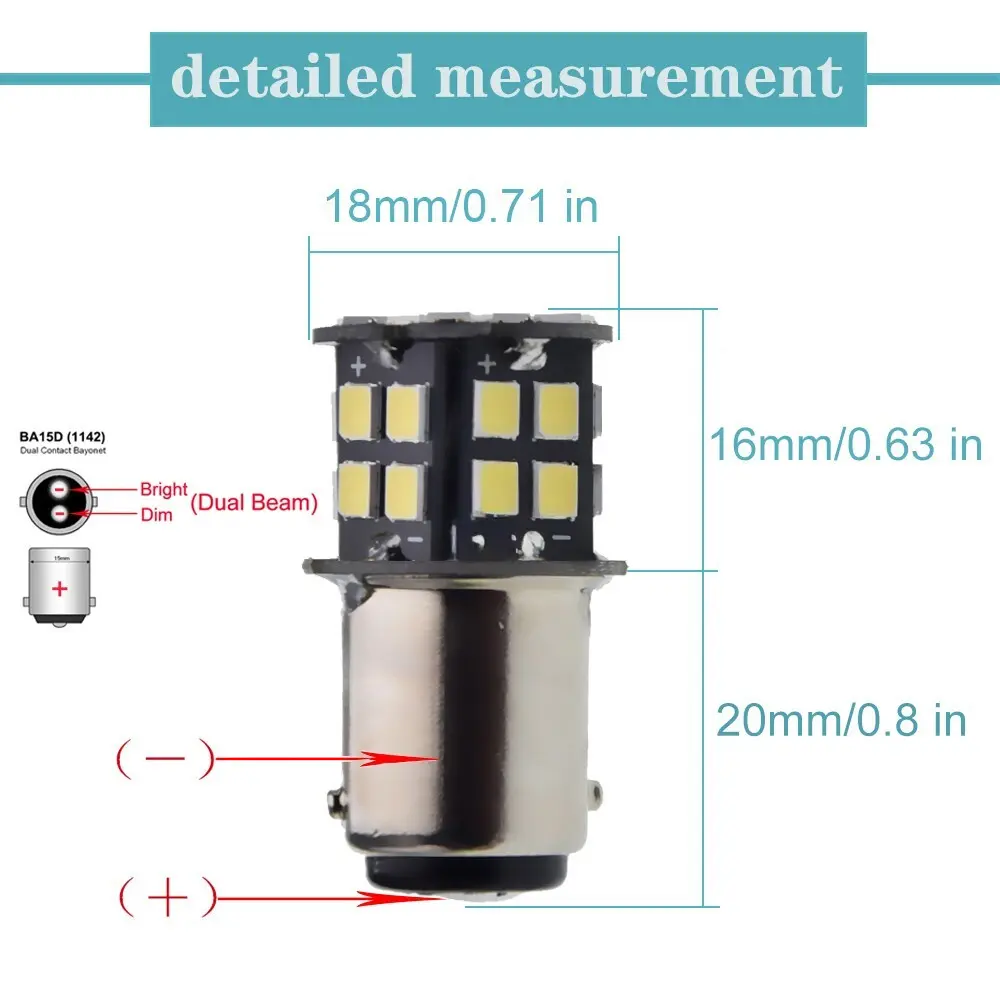 detailed measurement
18mm/0.71 in
16mm/0.63 in
BA15D (1142)
Dual Contact Bayonet
Bright
(Dual Beam)
Dim
15mm
+
20mm/0.8 in
(−)
(+)